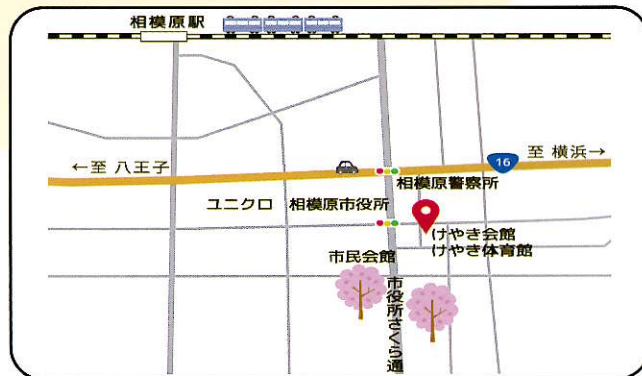 相模原駅
16
至 横浜→
←至 八王子
相模原警察所
ユニクロ 相模原市役所
けやき会館
けやき体育館
市民会館
市役所さくら通